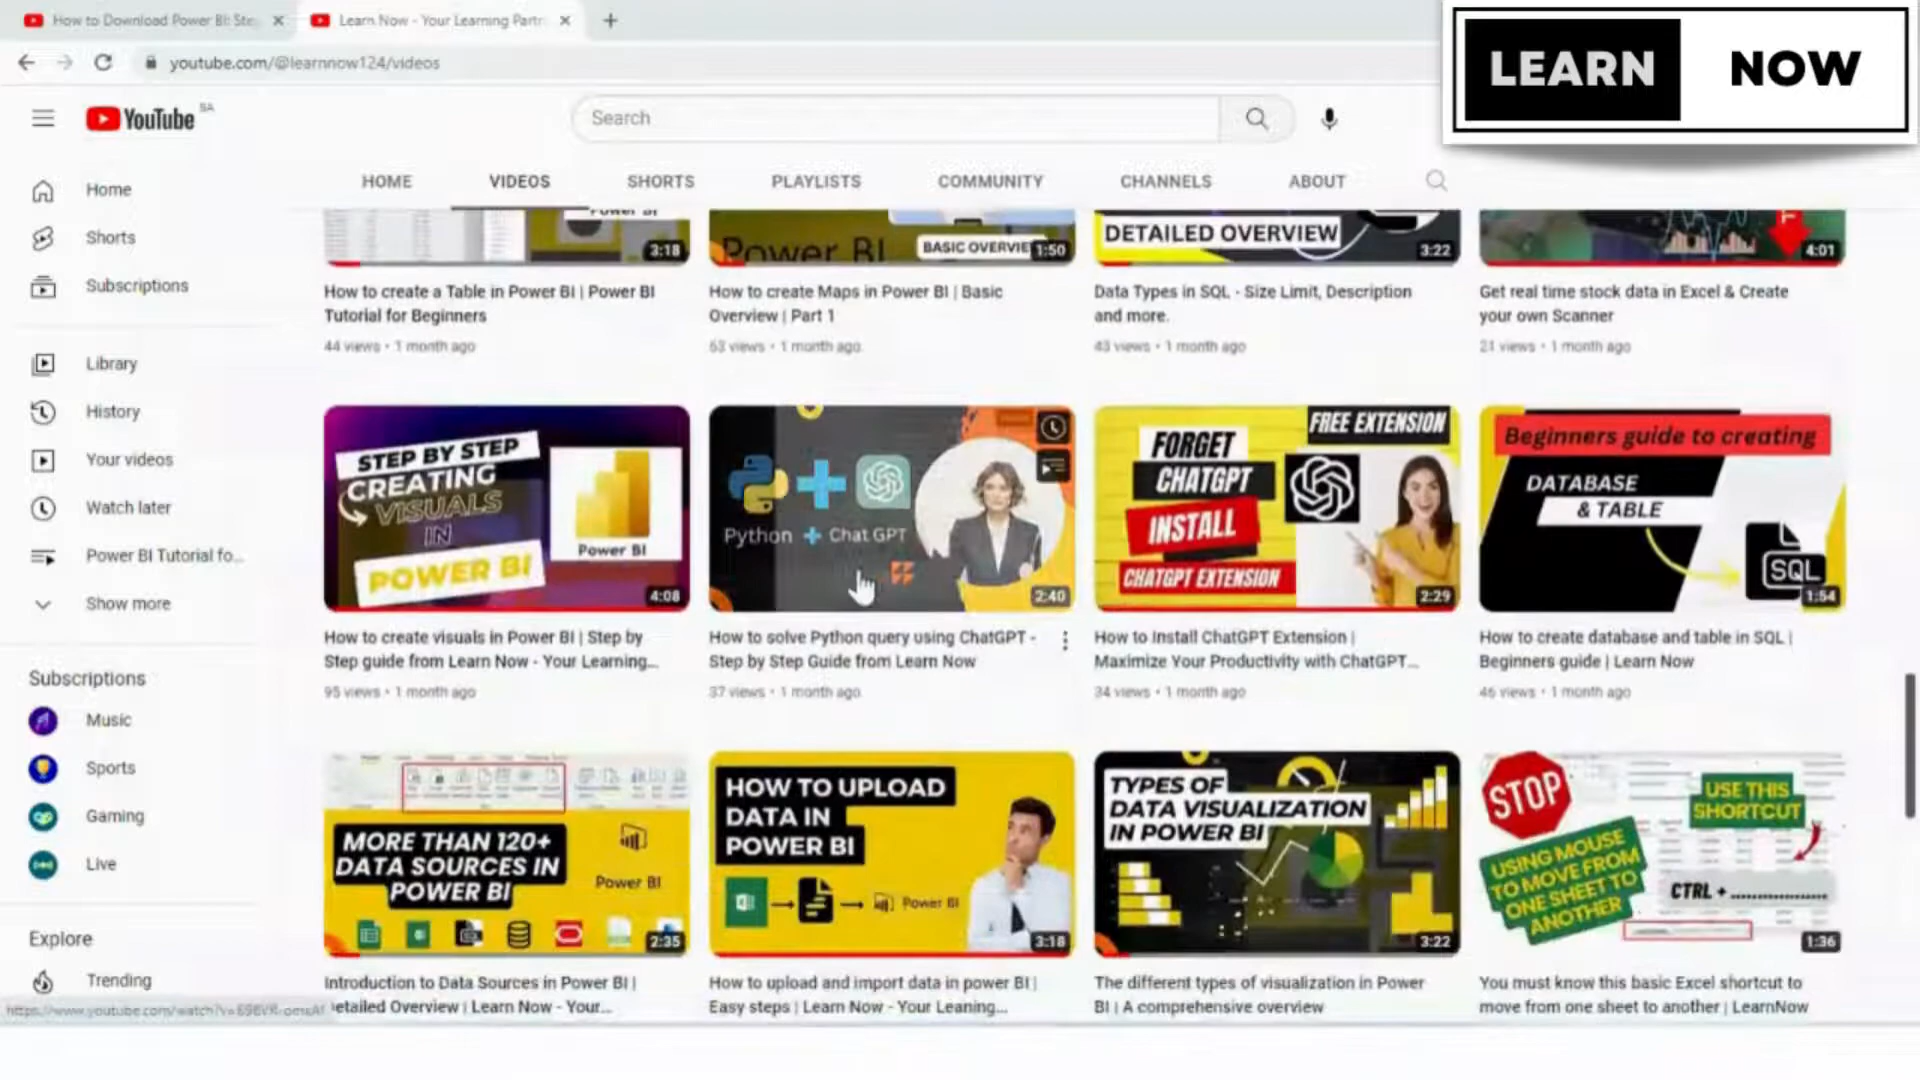 How to Download Power BI: Ste
Learn Now - Your Learning Partn
youtube.com/@learnnow124/videos
LEARN NOW
YouTube SA
Search
HOME VIDEOS SHORTS PLAYLISTS COMMUNITY CHANNELS ABOUT
Home
Shorts
Subscriptions
Library
History
Your videos
Watch later
Power BI Tutorial fo...
Show more
Subscriptions
Music
Sports
Gaming
Live
Explore
Trending
Power BI
3:18
Power BI
BASIC OVERVIE
1:50
DETAILED OVERVIEW
3:22
4:01
How to create a Table in Power BI | Power BI
Tutorial for Beginners
44 views • 1 month ago
How to create Maps in Power BI | Basic
Overview | Part 1
63 views • 1 month ago
Data Types in SQL - Size Limit, Description
and more.
43 views • 1 month ago
Get real time stock data in Excel & Create
your own Scanner
21 views • 1 month ago
STEP BY STEP
CREATING
VISUALS
IN
POWER BI
Power BI
4:08
Python + Chat GPT
2:40
FREE EXTENSION
FORGET
CHATGPT
INSTALL
CHATGPT EXTENSION
2:29
Beginners guide to creating
DATABASE
& TABLE
SQL
1:54
How to create visuals in Power BI | Step by
Step guide from Learn Now - Your Learning...
95 views • 1 month ago
How to solve Python query using ChatGPT -
Step by Step Guide from Learn Now
37 views • 1 month ago
How to Install ChatGPT Extension |
Maximize Your Productivity with ChatGPT...
34 views • 1 month ago
How to create database and table in SQL |
Beginners guide | Learn Now
46 views • 1 month ago
MORE THAN 120+
DATA SOURCES IN
POWER BI
Power BI
2:35
HOW TO UPLOAD
DATA IN
POWER BI
Power BI
3:18
TYPES OF
DATA VISUALIZATION
IN POWER BI
3:22
STOP
USING MOUSE
TO MOVE FROM
ONE SHEET TO
ANOTHER
USE THIS
SHORTCUT
CTRL + ..................
1:36
Introduction to Data Sources in Power BI |
etailed Overview | Learn Now - Your...
How to upload and import data in power BI |
Easy steps | Learn Now - Your Leaning...
The different types of visualization in Power
BI | A comprehensive overview
You must know this basic Excel shortcut to
move from one sheet to another | LearnNow